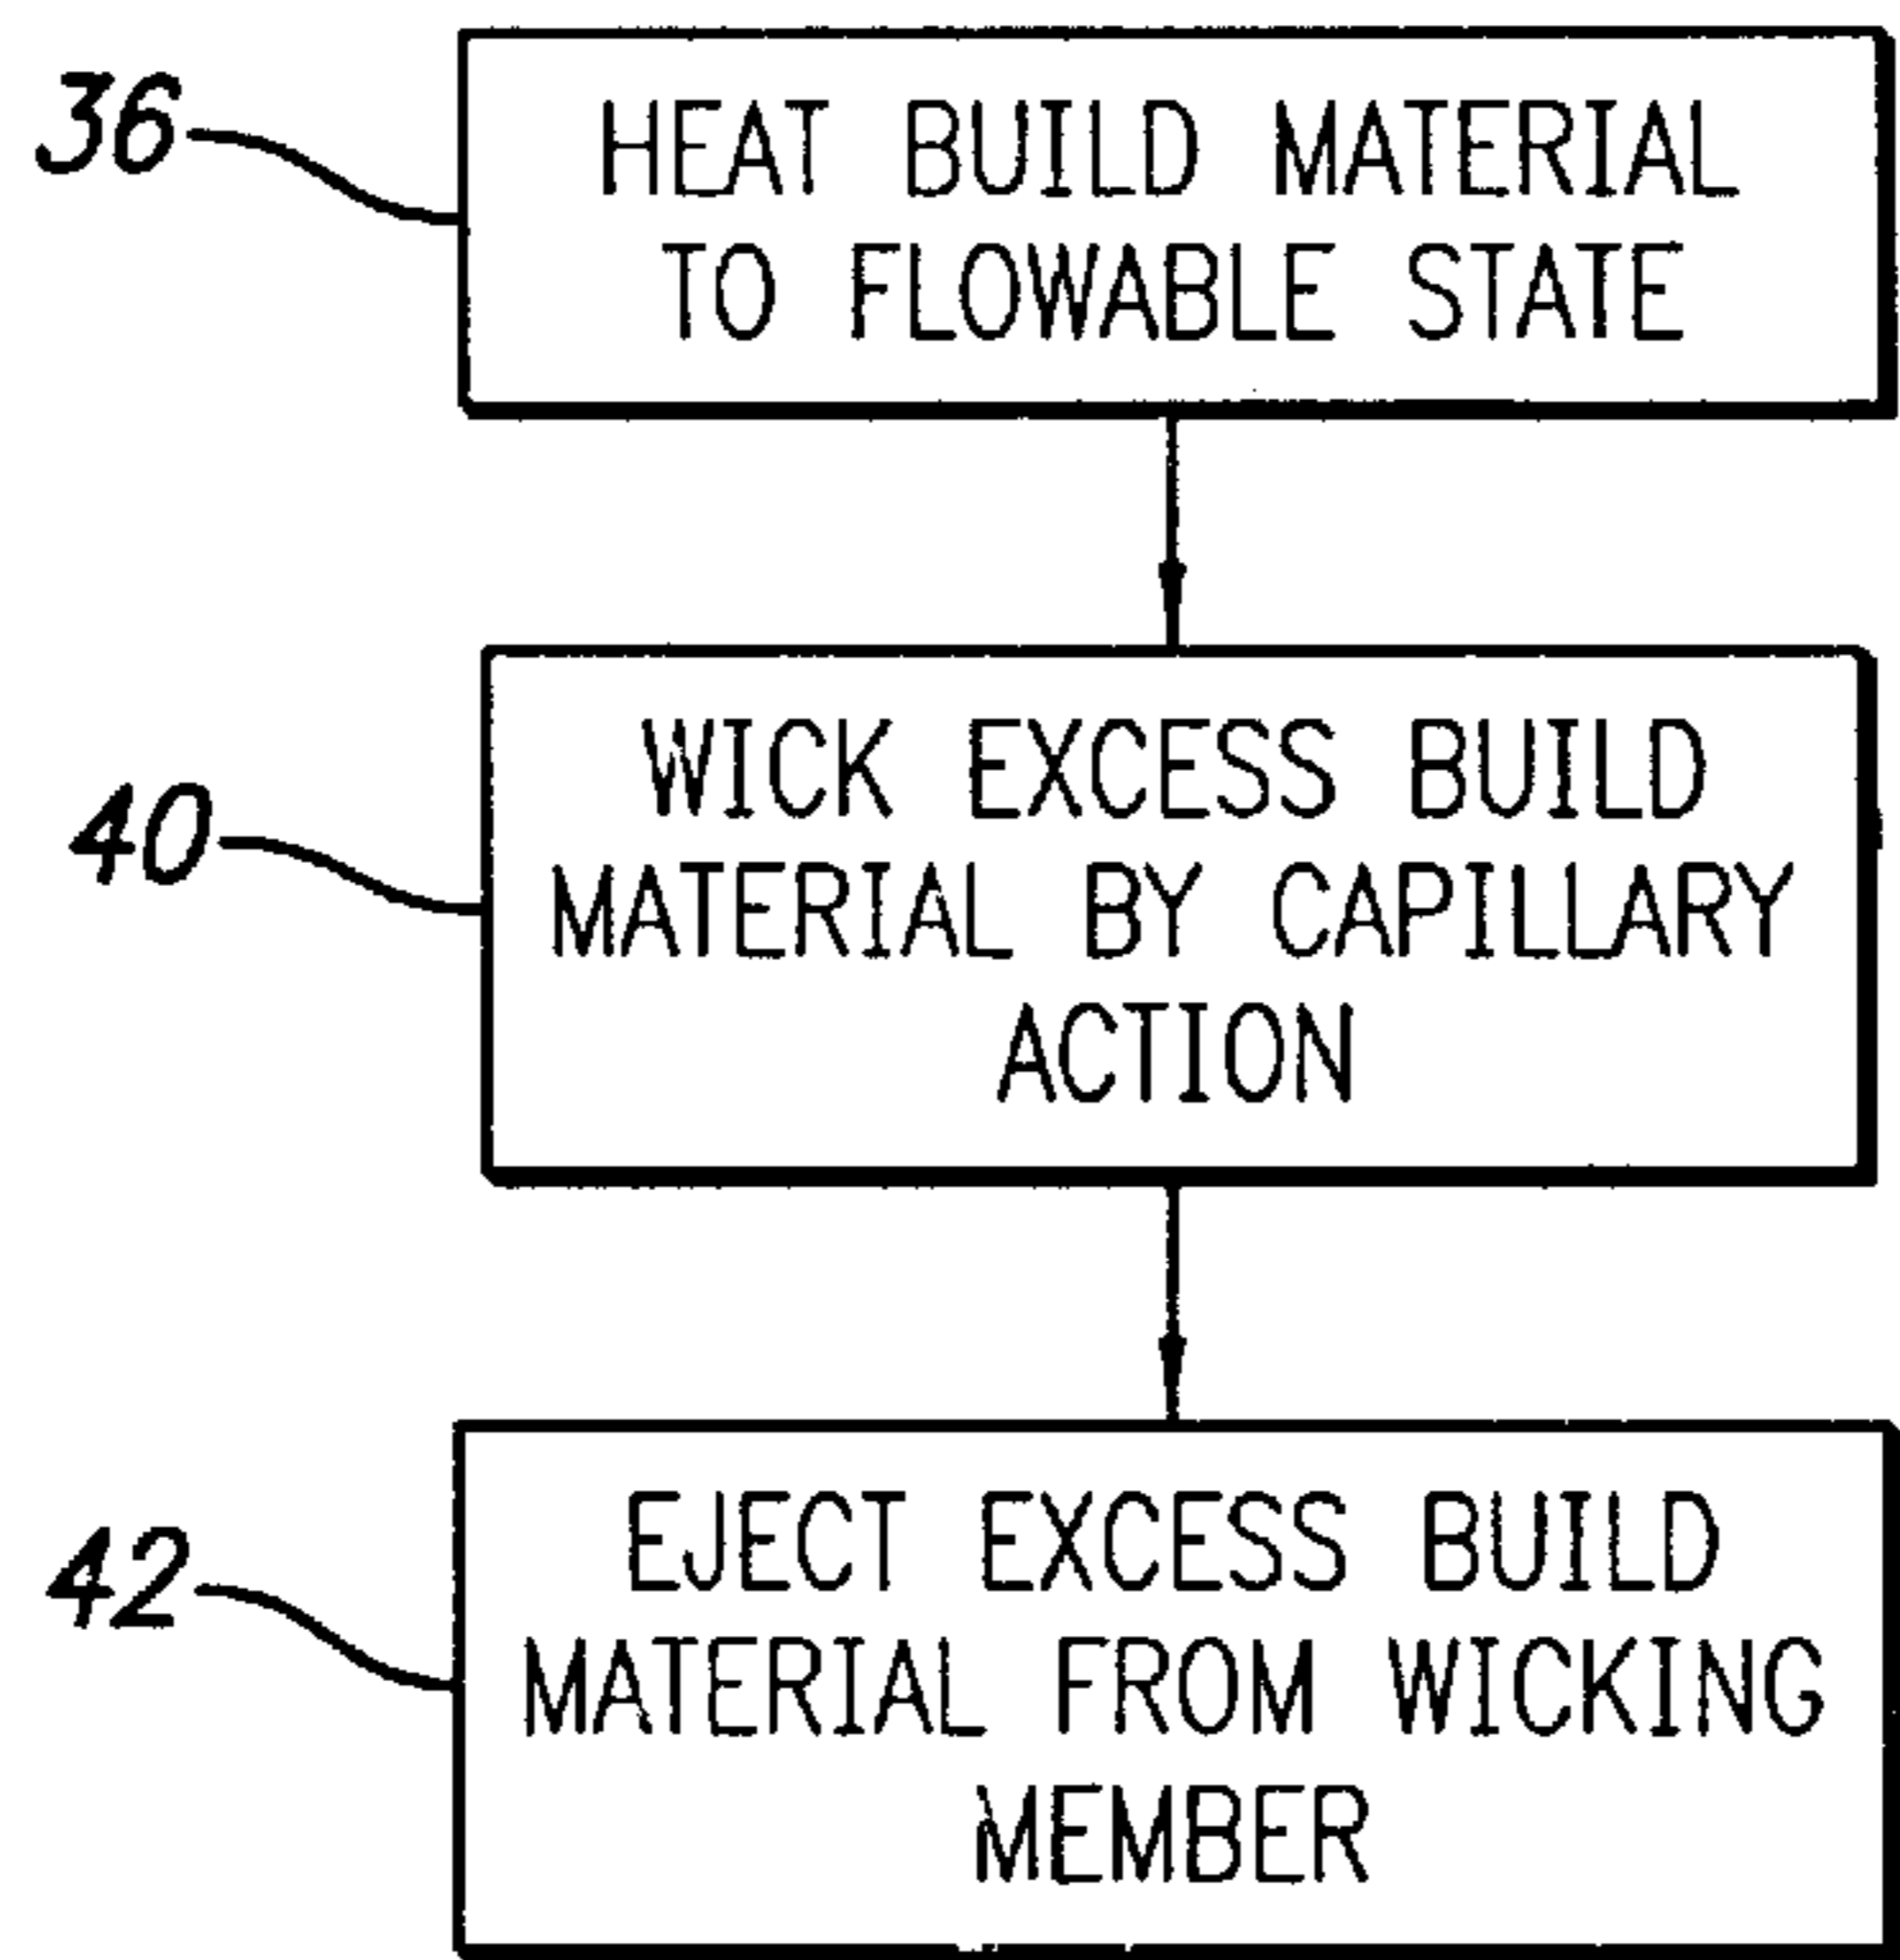 36
HEAT BUILD MATERIAL
TO FLOWABLE STATE
40
WICK EXCESS BUILD
MATERIAL BY CAPILLARY
ACTION
42
EJECT EXCESS BUILD
MATERIAL FROM WICKING
MEMBER